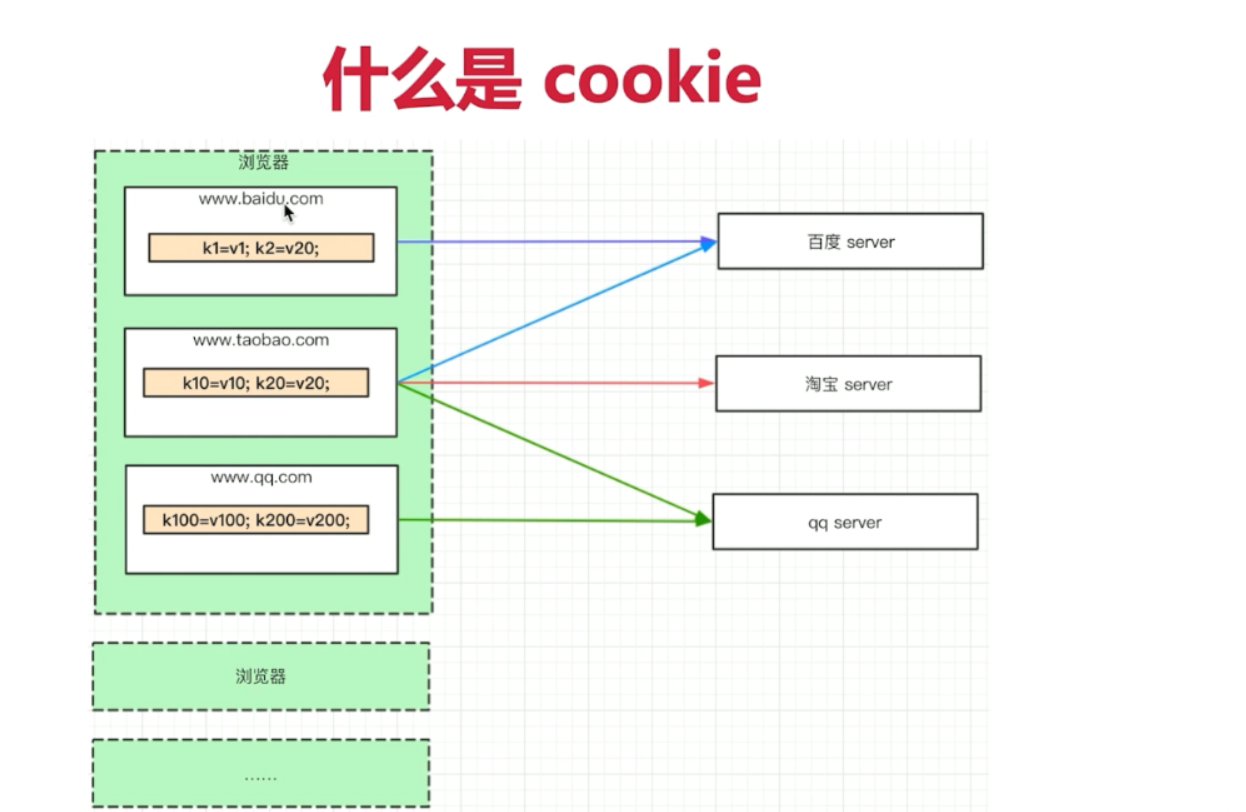 什么是 cookie
浏览器
www.baidu.com
k1=v1; k2=v20;
百度 server
www.taobao.com
k10=v10; k20=v20;
淘宝 server
www.qq.com
k100=v100; k200=v200;
qq server
浏览器
……